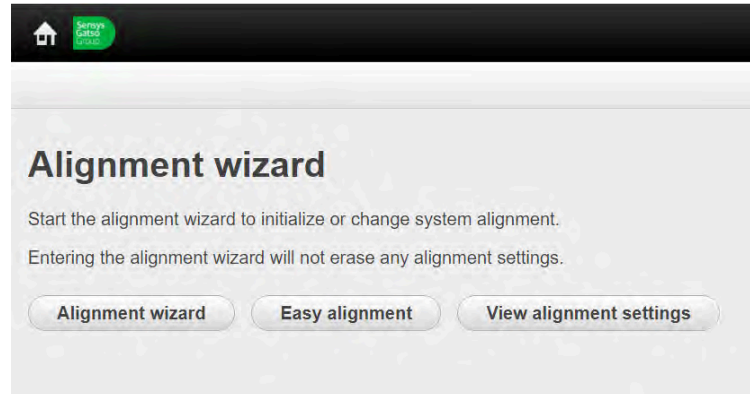 Sensys
Gatso
Group
Alignment wizard
Start the alignment wizard to initialize or change system alignment.
Entering the alignment wizard will not erase any alignment settings.
Alignment wizard Easy alignment View alignment settings